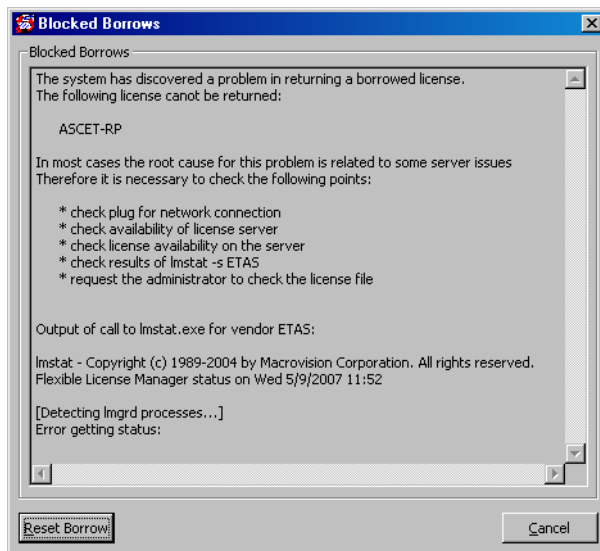 Blocked Borrows
Blocked Borrows
The system has discovered a problem in returning a borrowed license.
The following license canot be returned:
ASCET-RP
In most cases the root cause for this problem is related to some server issues
Therefore it is necessary to check the following points:
* check plug for network connection
* check availability of license server
* check license availability on the server
* check results of lmstat -s ETAS
* request the administrator to check the license file
Output of call to lmstat.exe for vendor ETAS:
lmstat - Copyright (c) 1989-2004 by Macrovision Corporation. All rights reserved.
Flexible License Manager status on Wed 5/9/2007 11:52
[Detecting lmgrd processes...]
Error getting status:
Reset Borrow
Cancel